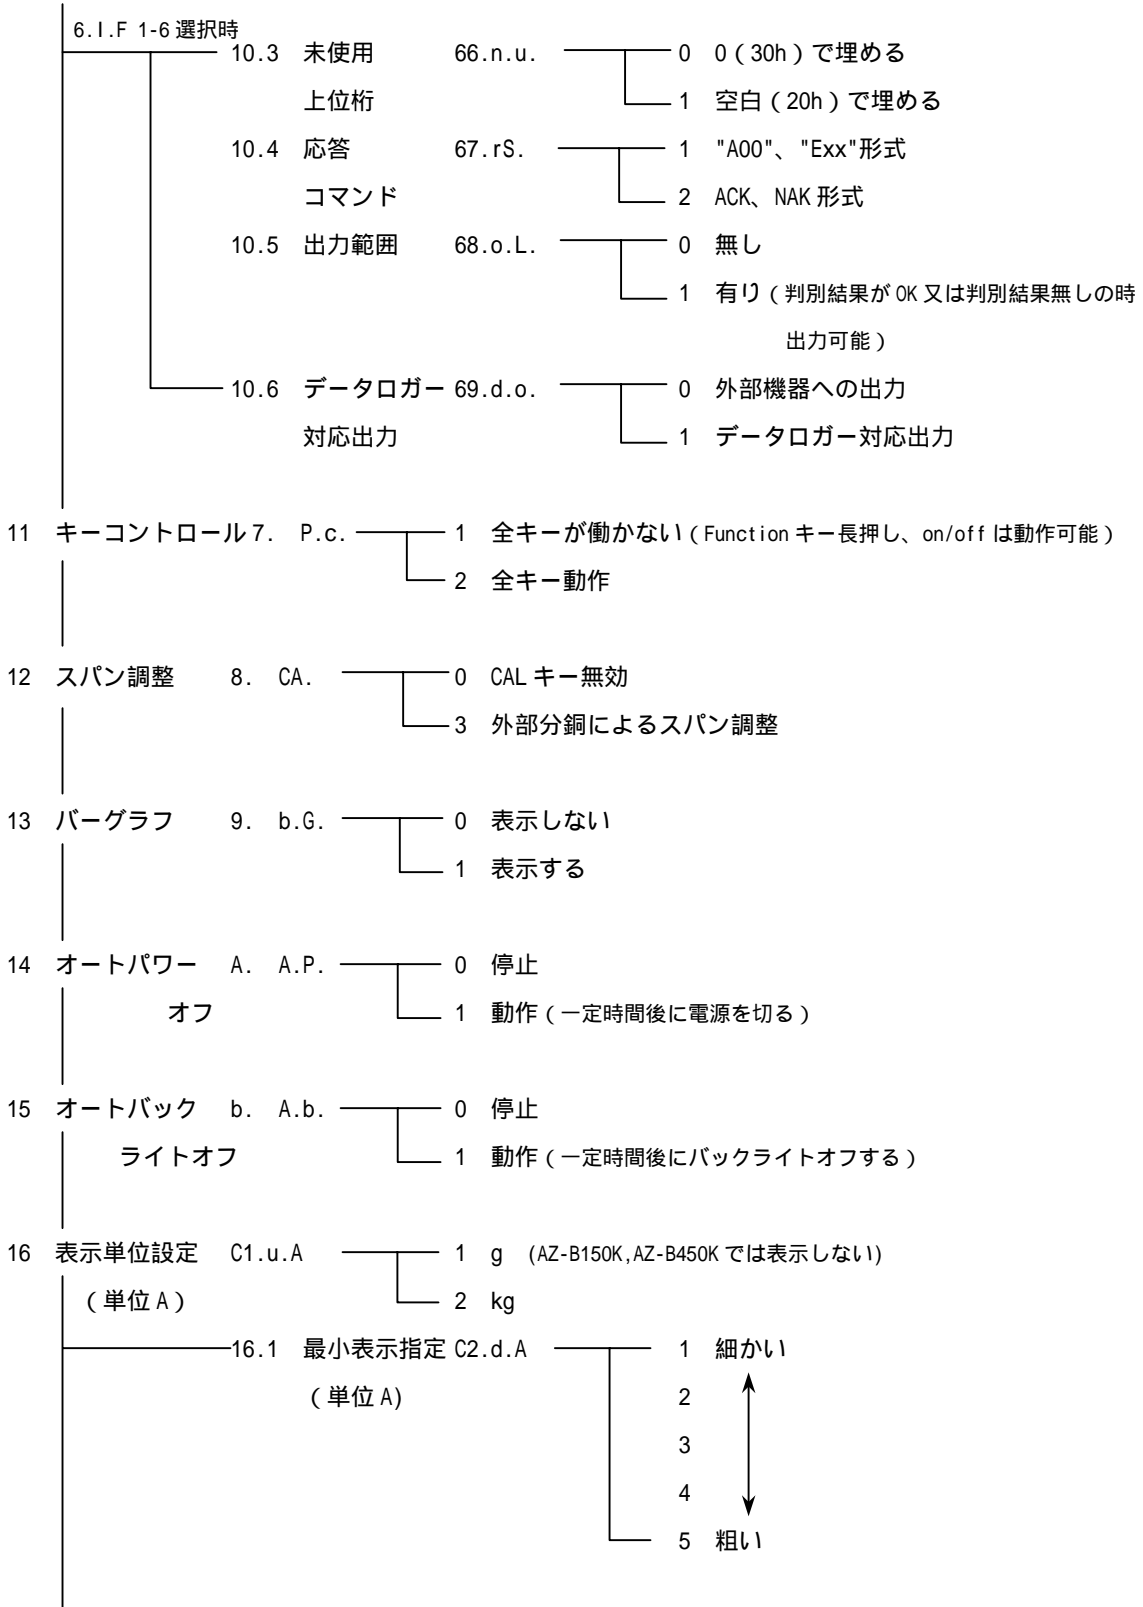 6.I.F 1-6 選択時
10.3 未使用 66.n.u. 0 0(30h)で埋める
上位桁 1 空白(20h)で埋める
10.4 応答 67.rS. 1 "A00"、"Exx"形式
コマンド 2 ACK、NAK 形式
10.5 出力範囲 68.o.L. 0 無し
1 有り(判別結果が OK 又は判別結果無しの時
出力可能)
10.6 データロガー 69.d.o. 0 外部機器への出力
対応出力 1 データロガー対応出力
11 キーコントロール 7. P.c. 1 全キーが働かない(Function キー長押し、on/off は動作可能)
2 全キー動作
12 スパン調整 8. CA. 0 CAL キー無効
3 外部分銅によるスパン調整
13 バーグラフ 9. b.G. 0 表示しない
1 表示する
14 オートパワー A. A.P. 0 停止
オフ 1 動作(一定時間後に電源を切る)
15 オートバック b. A.b. 0 停止
ライトオフ 1 動作(一定時間後にバックライトオフする)
16 表示単位設定 C1.u.A 1 g (AZ-B150K,AZ-B450K では表示しない)
(単位 A) 2 kg
16.1 最小表示指定 C2.d.A 1 細かい
(単位 A) 2
3
4
5 粗い